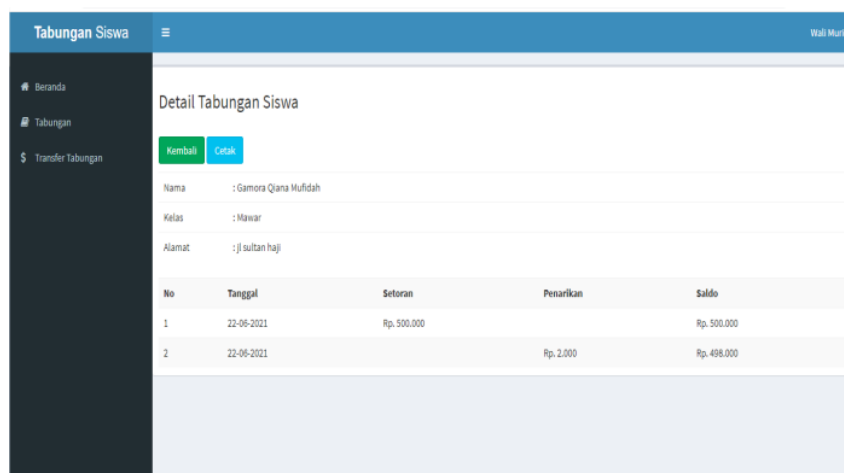 Tabungan Siswa
Wali Muri
Beranda
Tabungan
$ Transfer Tabungan
Detail Tabungan Siswa
Kembali Cetak
Nama : Gamora Qiana Mufidah
Kelas : Mawar
Alamat : jl sultan haji
No Tanggal Setoran Penarikan Saldo
1 22-06-2021 Rp. 500.000 Rp. 500.000
2 22-06-2021 Rp. 2.000 Rp. 498.000